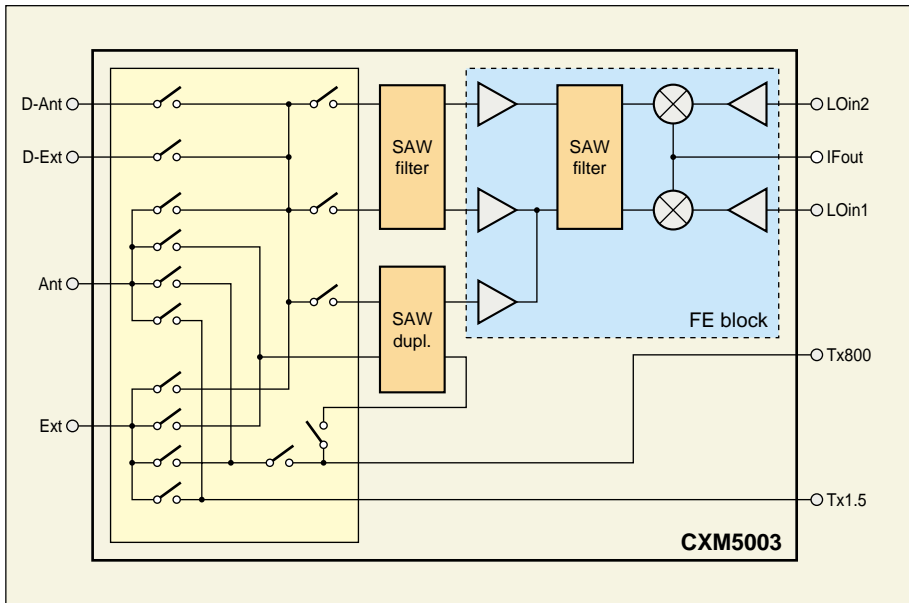 D-Ant
D-Ext
Ant
Ext
SAW
filter
SAW
dupl.
SAW
filter
FE block
LOin2
IFout
LOin1
Tx800
Tx1.5
CXM5003